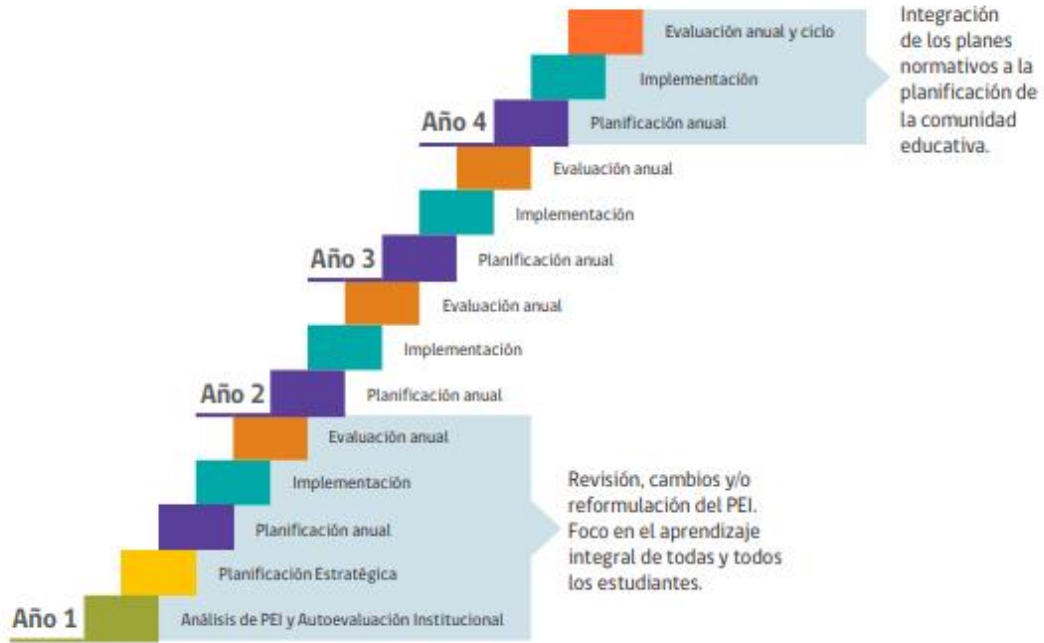 Evaluación anual y ciclo
Implementación
Año 4 Planificación anual
Integración
de los planes
normativos a la
planificación de
la comunidad
educativa.
Evaluación anual
Implementación
Año 3 Planificación anual
Evaluación anual
Implementación
Año 2 Planificación anual
Evaluación anual
Implementación
Planificación anual
Planificación Estratégica
Año 1 Análisis de PEI y Autoevaluación Institucional
Revisión, cambios y/o
reformulación del PEI.
Foco en el aprendizaje
integral de todas y todos
los estudiantes.